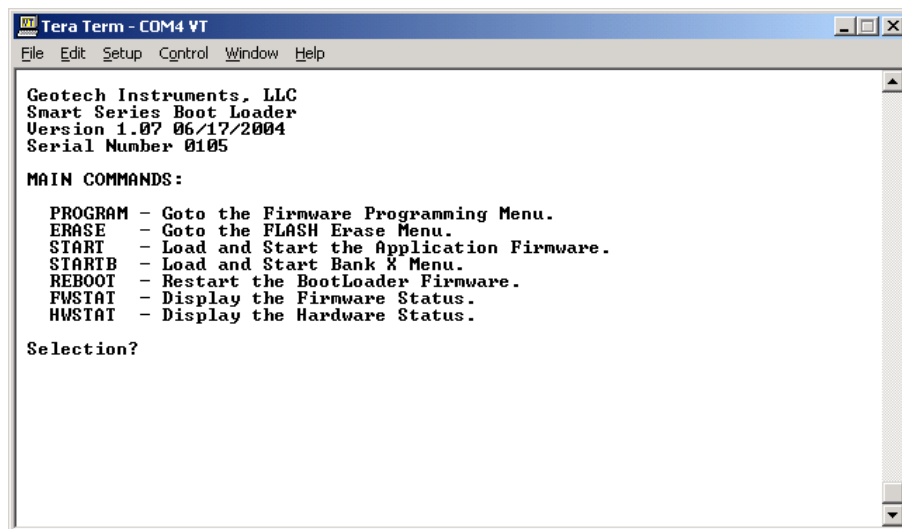 Tera Term - COM4 VT
File Edit Setup Control Window Help
Geotech Instruments, LLC
Smart Series Boot Loader
Version 1.07 06/17/2004
Serial Number 0105
MAIN COMMANDS:
PROGRAM - Goto the Firmware Programming Menu.
ERASE - Goto the FLASH Erase Menu.
START - Load and Start the Application Firmware.
STARTB - Load and Start Bank X Menu.
REBOOT - Restart the BootLoader Firmware.
FWSTAT - Display the Firmware Status.
HWSTAT - Display the Hardware Status.
Selection?